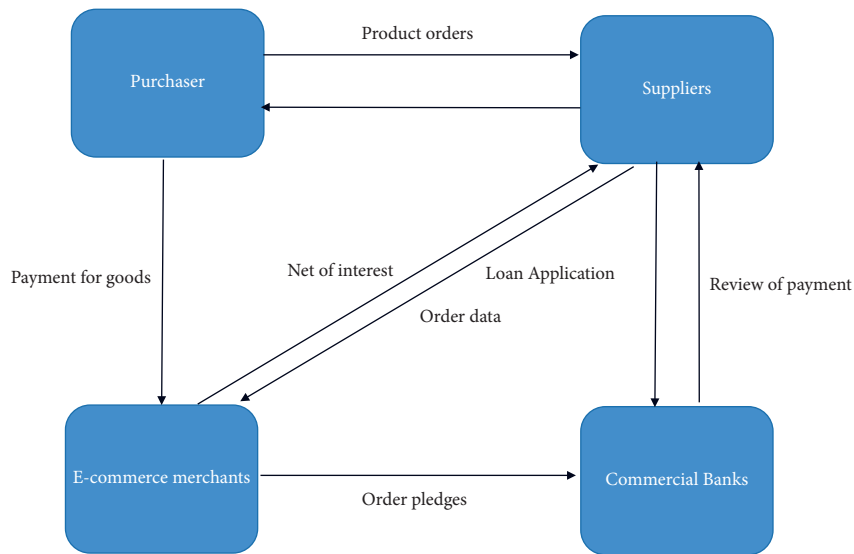 Product orders
Purchaser
Suppliers
Payment for goods
Net of interest
Loan Application
Review of payment
Order data
E-commerce merchants
Commercial Banks
Order pledges